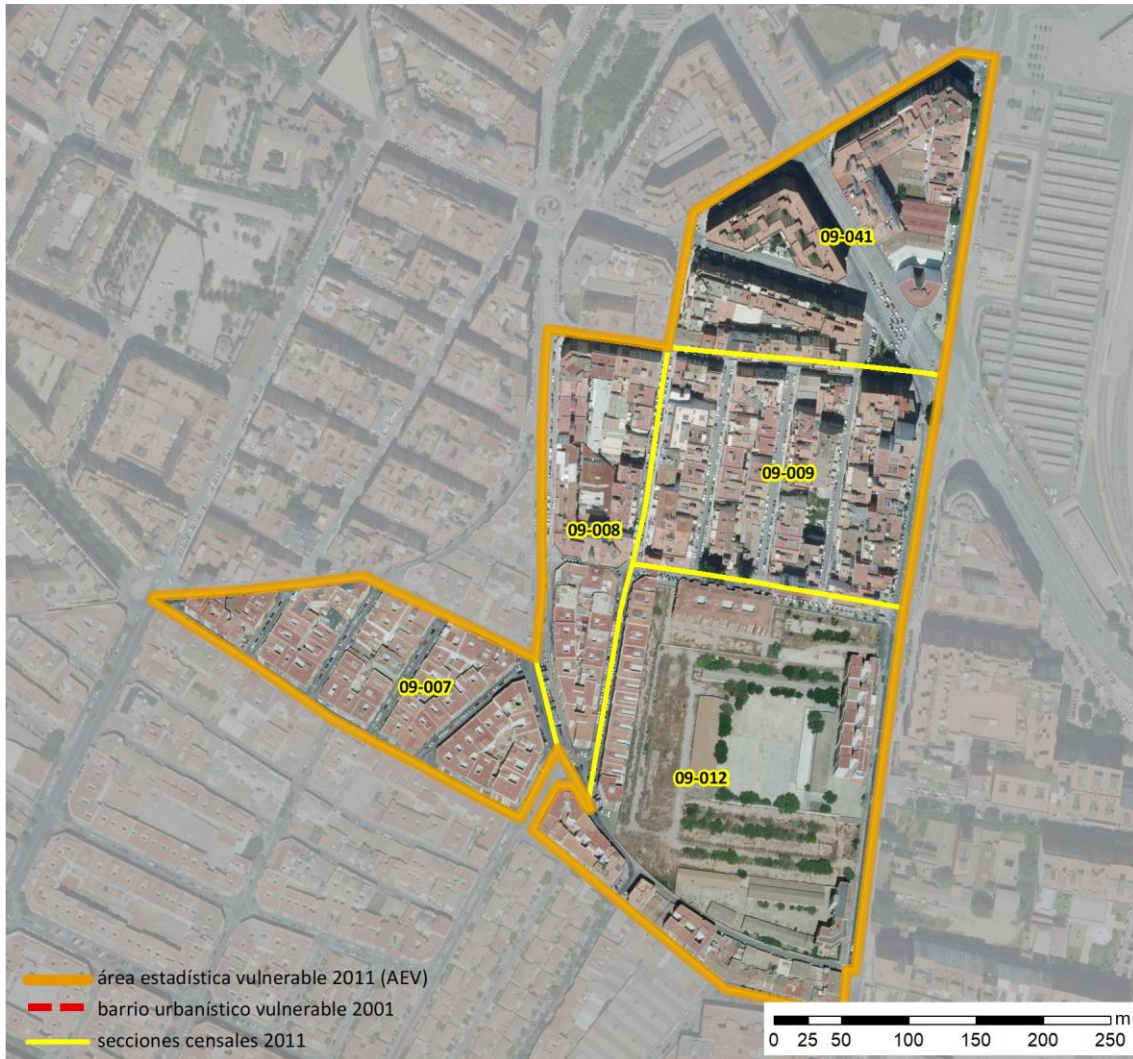 09-041
09-009
09-008
09-007
09-012
área estadística vulnerable 2011 (AEV)
barrio urbanístico vulnerable 2001
secciones censales 2011
m
0 25 50 100 150 200 250